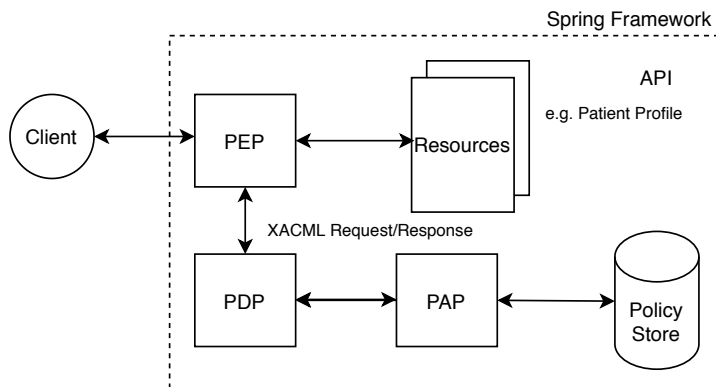 Spring Framework
API
e.g. Patient Profile
Client
PEP
Resources
XACML Request/Response
PDP
PAP
Policy
Store